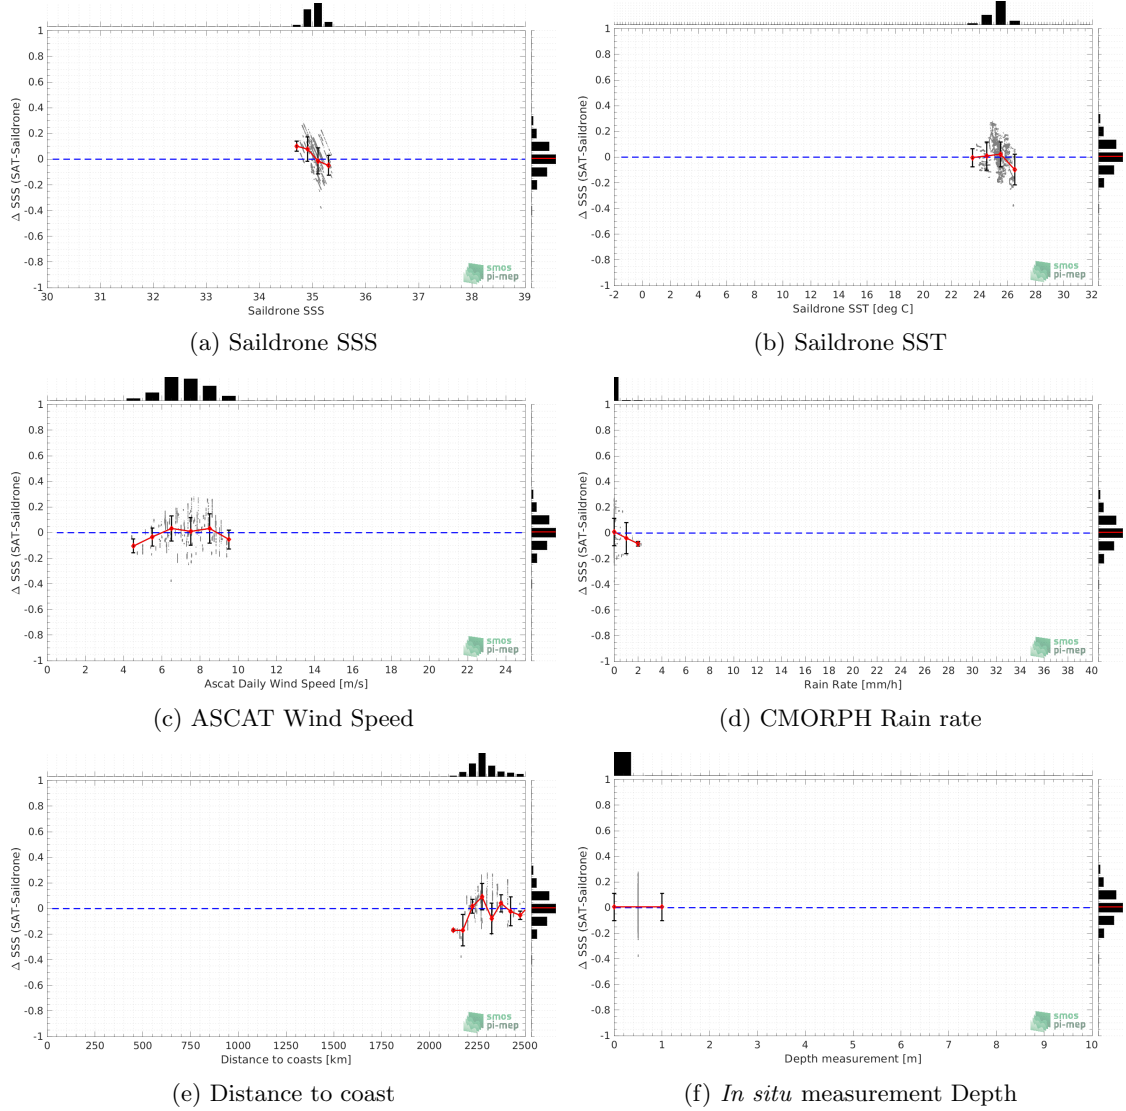 1
0.8
0.6
0.4
0.2
0
-0.2
-0.4
-0.6
-0.8
-1
Δ SSS (SAT-Saildrone)
smos
pi-mep
30 31 32 33 34 35 36 37 38 39
Saildrone SSS
(a) Saildrone SSS
1
0.8
0.6
0.4
0.2
0
-0.2
-0.4
-0.6
-0.8
-1
Δ SSS (SAT-Saildrone)
smos
pi-mep
-2 0 2 4 6 8 10 12 14 16 18 20 22 24 26 28 30 32
Saildrone SST [deg C]
(b) Saildrone SST
1
0.8
0.6
0.4
0.2
0
-0.2
-0.4
-0.6
-0.8
-1
Δ SSS (SAT-Saildrone)
smos
pi-mep
0 2 4 6 8 10 12 14 16 18 20 22 24
Ascat Daily Wind Speed [m/s]
(c) ASCAT Wind Speed
1
0.8
0.6
0.4
0.2
0
-0.2
-0.4
-0.6
-0.8
-1
Δ SSS (SAT-Saildrone)
smos
pi-mep
0 2 4 6 8 10 12 14 16 18 20 22 24 26 28 30 32 34 36 38 40
Rain Rate [mm/h]
(d) CMORPH Rain rate
1
0.8
0.6
0.4
0.2
0
-0.2
-0.4
-0.6
-0.8
-1
Δ SSS (SAT-Saildrone)
smos
pi-mep
0 250 500 750 1000 1250 1500 1750 2000 2250 2500
Distance to coasts [km]
(e) Distance to coast
1
0.8
0.6
0.4
0.2
0
-0.2
-0.4
-0.6
-0.8
-1
Δ SSS (SAT-Saildrone)
smos
pi-mep
0 1 2 3 4 5 6 7 8 9 10
Depth measurement [m]
(f) In situ measurement Depth